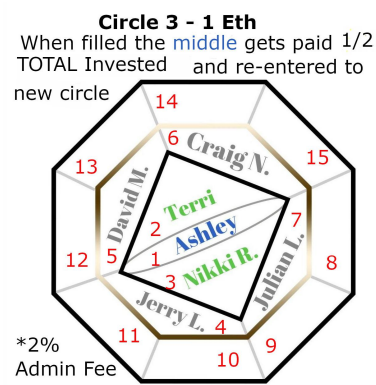 Circle 3 - 1 Eth
When filled the middle gets paid 1/2
TOTAL Invested and re-entered to
new circle
14
6 Craig N.
15
13
David M.
Terri
2
Ashley
7
12
5
1
Nikki R.
Julian L.
8
3
Jerry L.
4
11
10
9
*2%
Admin Fee